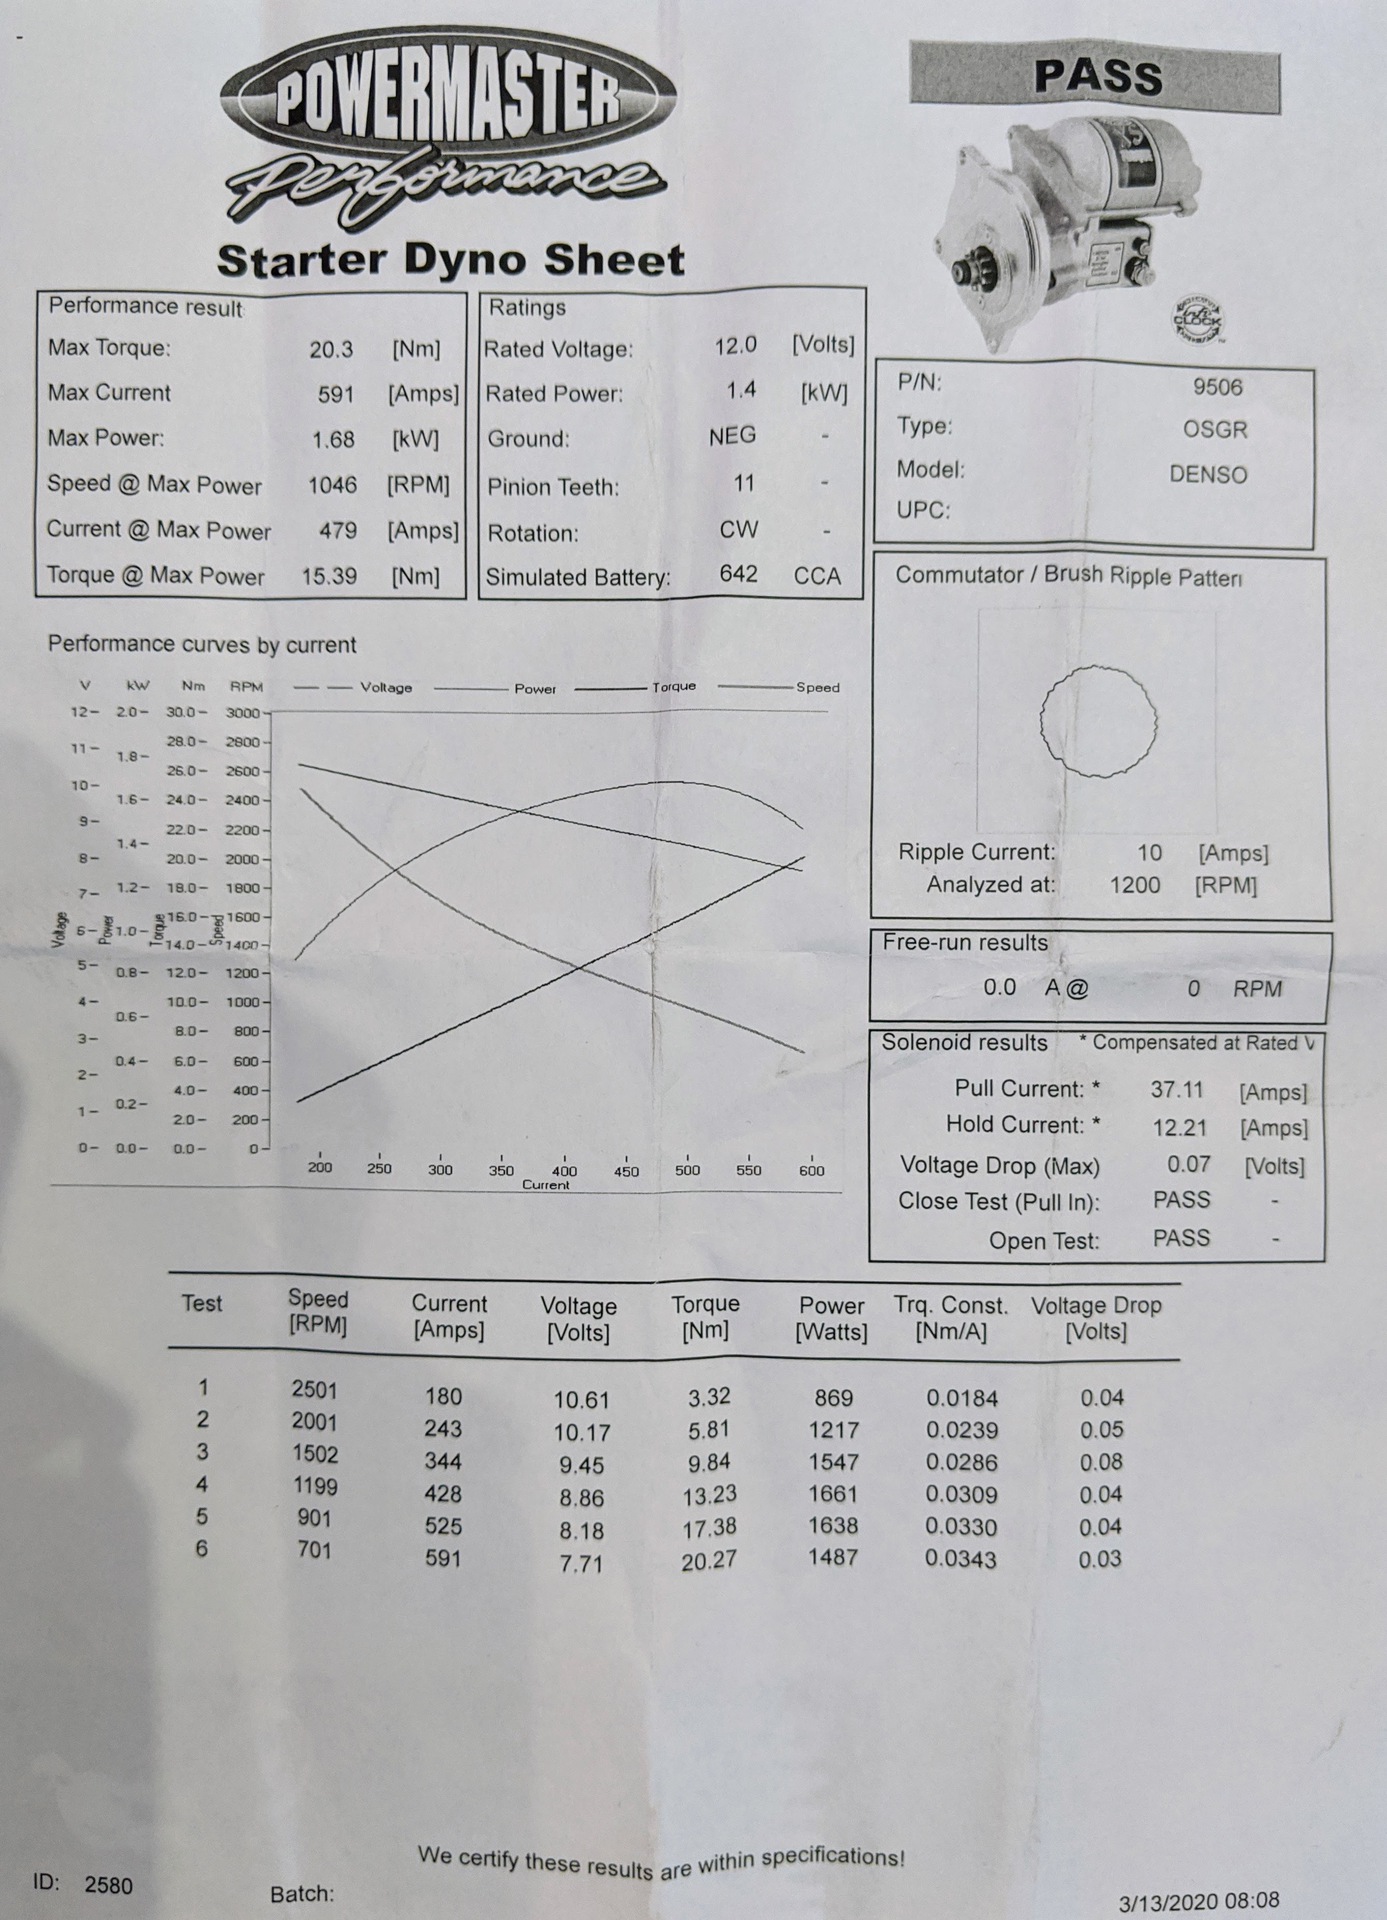 POWERMASTER
Performance
Starter Dyno Sheet
PASS
Performance result
Max Torque: 20.3 [Nm]
Max Current 591 [Amps]
Max Power: 1.68 [kW]
Speed @ Max Power 1046 [RPM]
Current @ Max Power 479 [Amps]
Torque @ Max Power 15.39 [Nm]
Ratings
Rated Voltage: 12.0 [Volts]
Rated Power: 1.4 [kW]
Ground: NEG -
Pinion Teeth: 11 -
Rotation: CW -
Simulated Battery: 642 CCA
CLOCK
P/N: 9506
Type: OSGR
Model: DENSO
UPC:
Commutator / Brush Ripple Pattern
Ripple Current: 10 [Amps]
Analyzed at: 1200 [RPM]
Free-run results
0.0 A @ 0 RPM
Solenoid results * Compensated at Rated V
Pull Current: * 37.11 [Amps]
Hold Current: * 12.21 [Amps]
Voltage Drop (Max) 0.07 [Volts]
Close Test (Pull In): PASS -
Open Test: PASS -
Performance curves by current
V kW Nm RPM Voltage Power Torque Speed
12 2.0 30.0 3000
28.0 2800
11 1.8 26.0 2600
10 1.6 24.0 2400
9 22.0 2200
1.4
8 20.0 2000
7 1.2 18.0 1800
6 1.0 16.0 1600
14.0 1400
5 0.8 12.0 1200
4 10.0 1000
0.6
3 8.0 800
0.4 6.0 600
2 4.0 400
1 0.2 2.0 200
0 0.0 0.0 0
Voltage Power Torque Speed
200 250 300 350 400 450 500 550 600
Current
Test Speed Current Voltage Torque Power Trq. Const. Voltage Drop
[RPM] [Amps] [Volts] [Nm] [Watts] [Nm/A] [Volts]
1 2501 180 10.61 3.32 869 0.0184 0.04
2 2001 243 10.17 5.81 1217 0.0239 0.05
3 1502 344 9.45 9.84 1547 0.0286 0.08
4 1199 428 8.86 13.23 1661 0.0309 0.04
5 901 525 8.18 17.38 1638 0.0330 0.04
6 701 591 7.71 20.27 1487 0.0343 0.03
We certify these results are within specifications!
ID: 2580
Batch:
3/13/2020 08:08